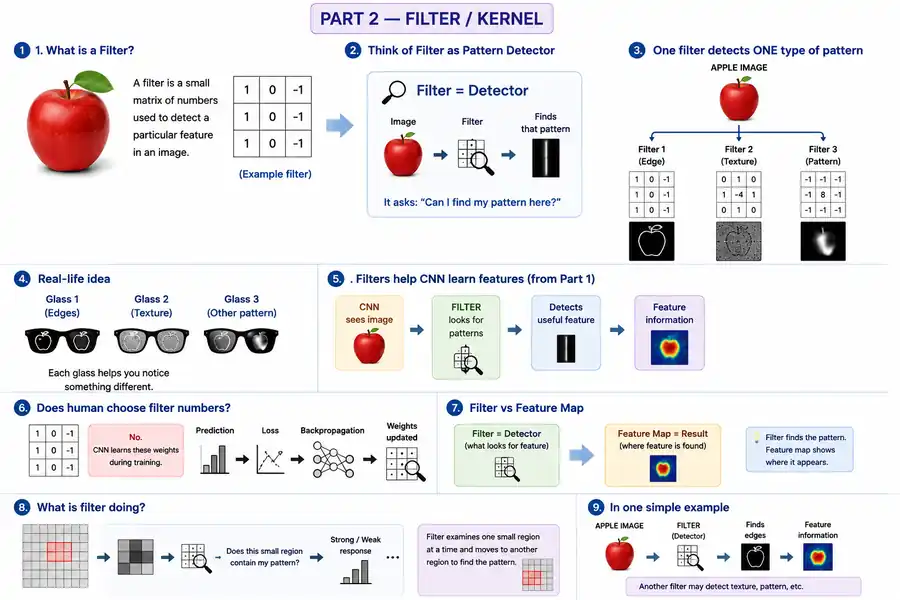 PART 2 — FILTER / KERNEL
1 1. What is a Filter?
A filter is a small
matrix of numbers
used to detect a
particular feature
in an image.
1 0 -1
1 0 -1
1 0 -1
(Example filter)
2. Think of Filter as Pattern Detector
Filter = Detector
Image
Filter
Finds
that pattern
It asks: “Can I find my pattern here?”
3. One filter detects ONE type of pattern
APPLE IMAGE
Filter 1
(Edge)
1 0 -1
1 0 -1
1 0 -1
Filter 2
(Texture)
0 1 0
1 -4 1
0 1 0
Filter 3
(Pattern)
-1 -1 -1
-1 8 -1
-1 -1 -1
4. Real-life idea
Glass 1
(Edges)
Glass 2
(Texture)
Glass 3
(Other pattern)
Each glass helps you notice
something different.
5. . Filters help CNN learn features (from Part 1)
CNN
sees image
FILTER
looks for
patterns
Detects
useful feature
Feature
information
6. Does human choose filter numbers?
1 0 -1
1 0 -1
1 0 -1
No.
CNN learns these weights
during training.
Prediction
Loss
Backpropagation
Weights
updated
7. Filter vs Feature Map
Filter = Detector
(what looks for feature)
Feature Map = Result
(where feature is found)
Filter finds the pattern.
Feature map shows
where it appears.
8. What is filter doing?
Does this small region
contain my pattern?
Strong / Weak
response
...
Filter examines one small region
at a time and moves to another
region to find the pattern.
9. In one simple example
APPLE IMAGE
FILTER
(Detector)
Finds
edges
Feature
information
Another filter may detect texture, pattern, etc.